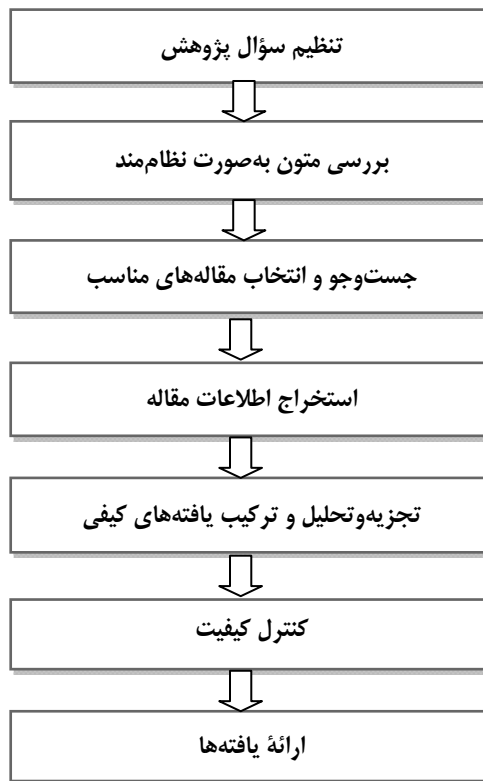 تنظیم سؤال پژوهش
بررسی متون به‌صورت نظام‌مند
جست‌وجو و انتخاب مقاله‌های مناسب
استخراج اطلاعات مقاله
تجزیه‌وتحلیل و ترکیب یافته‌های کیفی
کنترل کیفیت
ارائۀ یافته‌ها